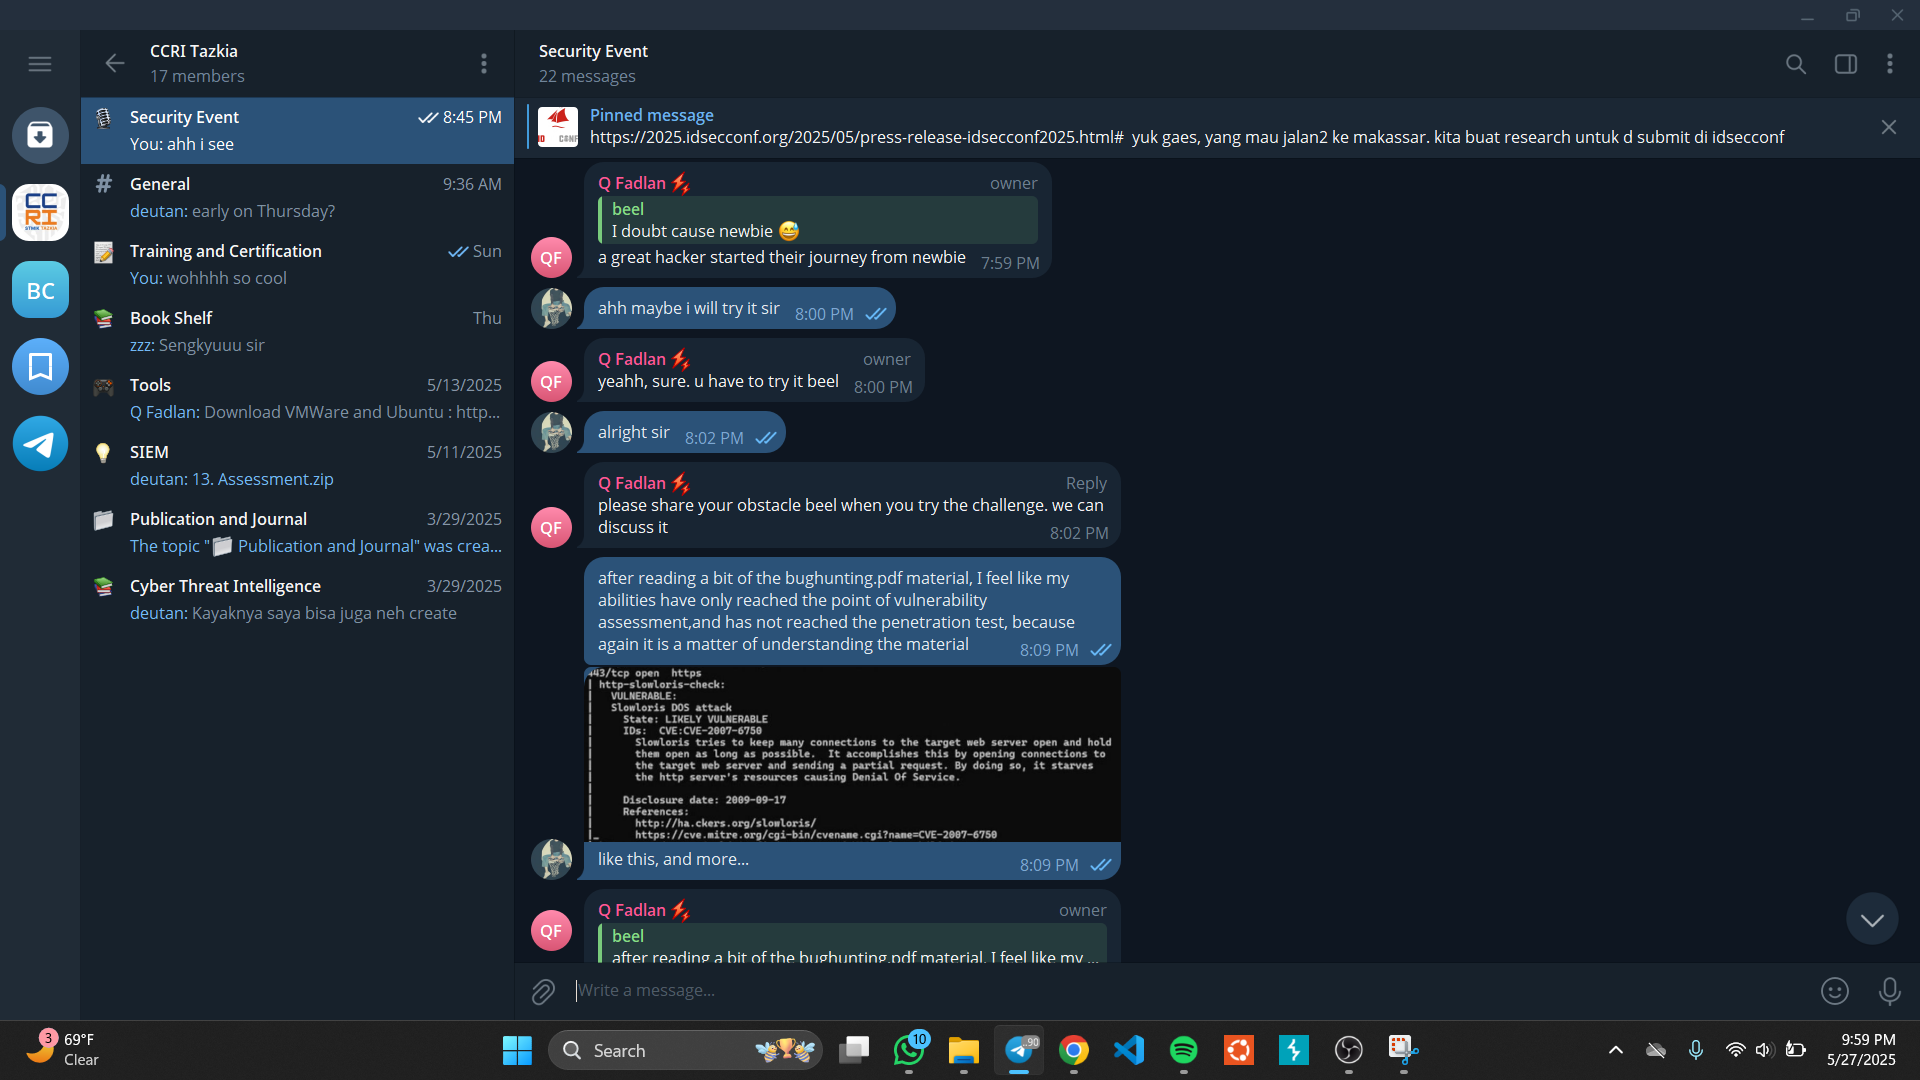 CCRI Tazkia
17 members
Security Event
8:45 PM
You: ahh i see
General
9:36 AM
deutan: early on Thursday?
Training and Certification
Sun
You: wohhhh so cool
Book Shelf
Thu
zzz: Sengkyuuu sir
Tools
5/13/2025
Q Fadlan: Download VMWare and Ubuntu : http...
SIEM
5/11/2025
deutan: 13. Assessment.zip
Publication and Journal
3/29/2025
The topic "📁 Publication and Journal" was crea...
Cyber Threat Intelligence
3/29/2025
deutan: Kayaknya saya bisa juga neh create
CCRI
STMIK TAZKIA
BC
Security Event
22 messages
Pinned message
https://2025.idsecconf.org/2025/05/press-release-idsecconf2025.html#  yuk gaes, yang mau jalan2 ke makassar. kita buat research untuk d submit di idsecconf
Q Fadlan ⚡ owner
beel
I doubt cause newbie 😅
a great hacker started their journey from newbie 7:59 PM
QF
ahh maybe i will try it sir 8:00 PM
Q Fadlan ⚡ owner
yeahh, sure. u have to try it beel 8:00 PM
QF
alright sir 8:02 PM
Q Fadlan ⚡ Reply
please share your obstacle beel when you try the challenge. we can
discuss it 8:02 PM
QF
after reading a bit of the bughunting.pdf material, I feel like my
abilities have only reached the point of vulnerability
assessment,and has not reached the penetration test, because
again it is a matter of understanding the material 8:09 PM
443/tcp open  https
| http-slowloris-check:
|   VULNERABLE:
|   Slowloris DOS attack
|     State: LIKELY VULNERABLE
|     IDs:  CVE:CVE-2007-6750
|       Slowloris tries to keep many connections to the target web server open and hold
|       them open as long as possible.  It accomplishes this by opening connections to
|       the target web server and sending a partial request. By doing so, it starves
|       the http server's resources causing Denial Of Service.
|
|     Disclosure date: 2009-09-17
|     References:
|       http://ha.ckers.org/slowloris/
|_      https://cve.mitre.org/cgi-bin/cvename.cgi?name=CVE-2007-6750
like this, and more... 8:09 PM
Q Fadlan ⚡ owner
QF
beel
after reading a bit of the bughunting.pdf material, I feel like my ...
Write a message...
3
69°F
Clear
Search
10
..90
9:59 PM
5/27/2025